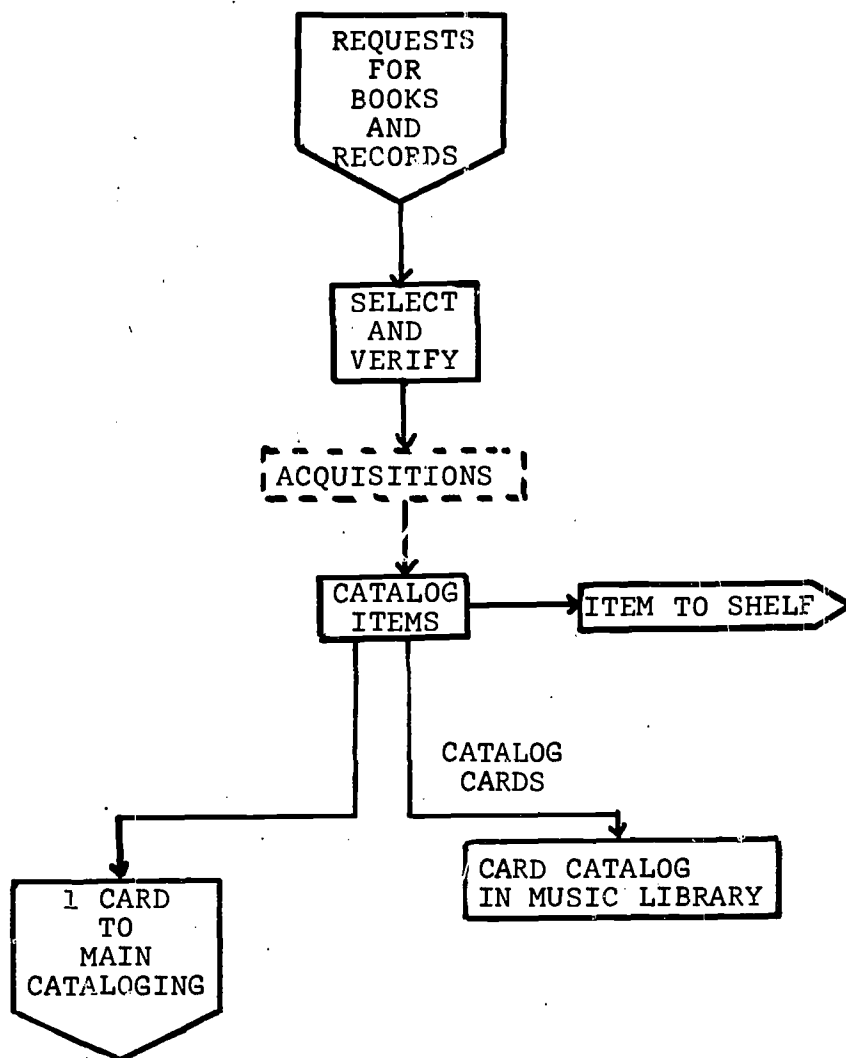 REQUESTS
FOR
BOOKS
AND
RECORDS
SELECT
AND
VERIFY
ACQUISITIONS
CATALOG
ITEMS
ITEM TO SHELF
CATALOG
CARDS
CARD CATALOG
IN MUSIC LIBRARY
1 CARD
TO
MAIN
CATALOGING